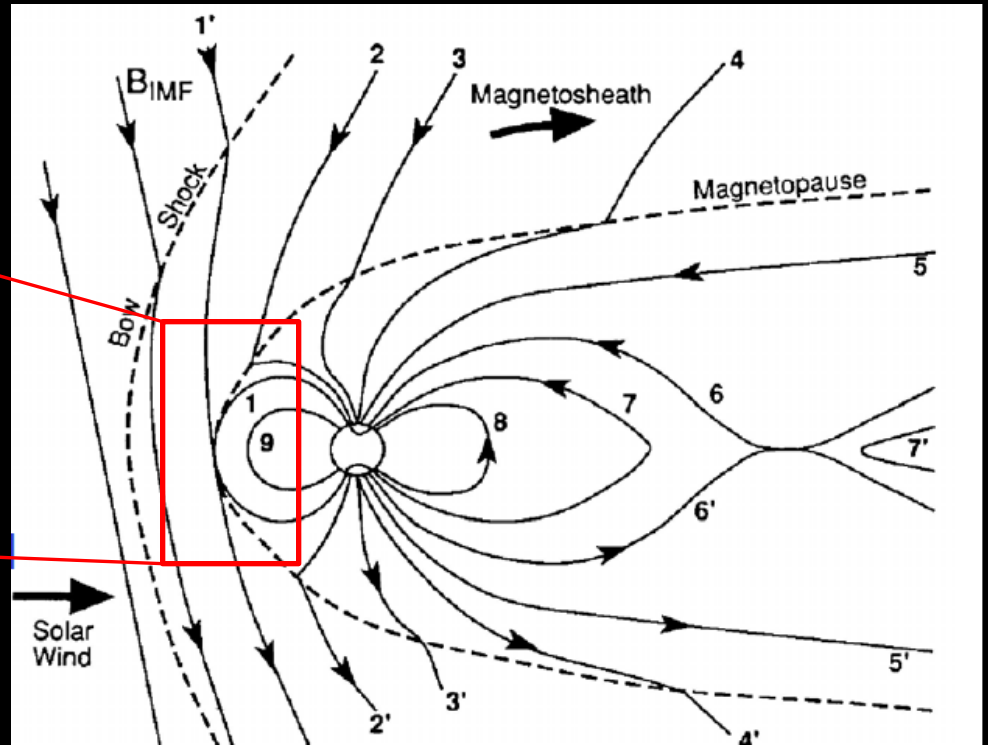 1'
2
3
4
B_IMF
Magnetosheath
Shock
Magnetopause
5
Bow
1
9
8
7
6
7'
6'
Solar
Wind
5'
3'
2'
4'